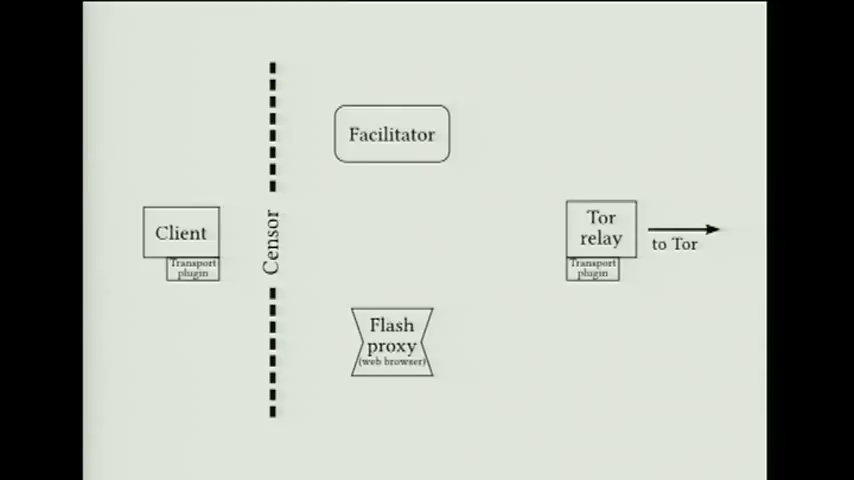 Facilitator
Client
Transport
plugin
Censor
Tor
relay
Transport
plugin
to Tor
Flash
proxy
(web browser)